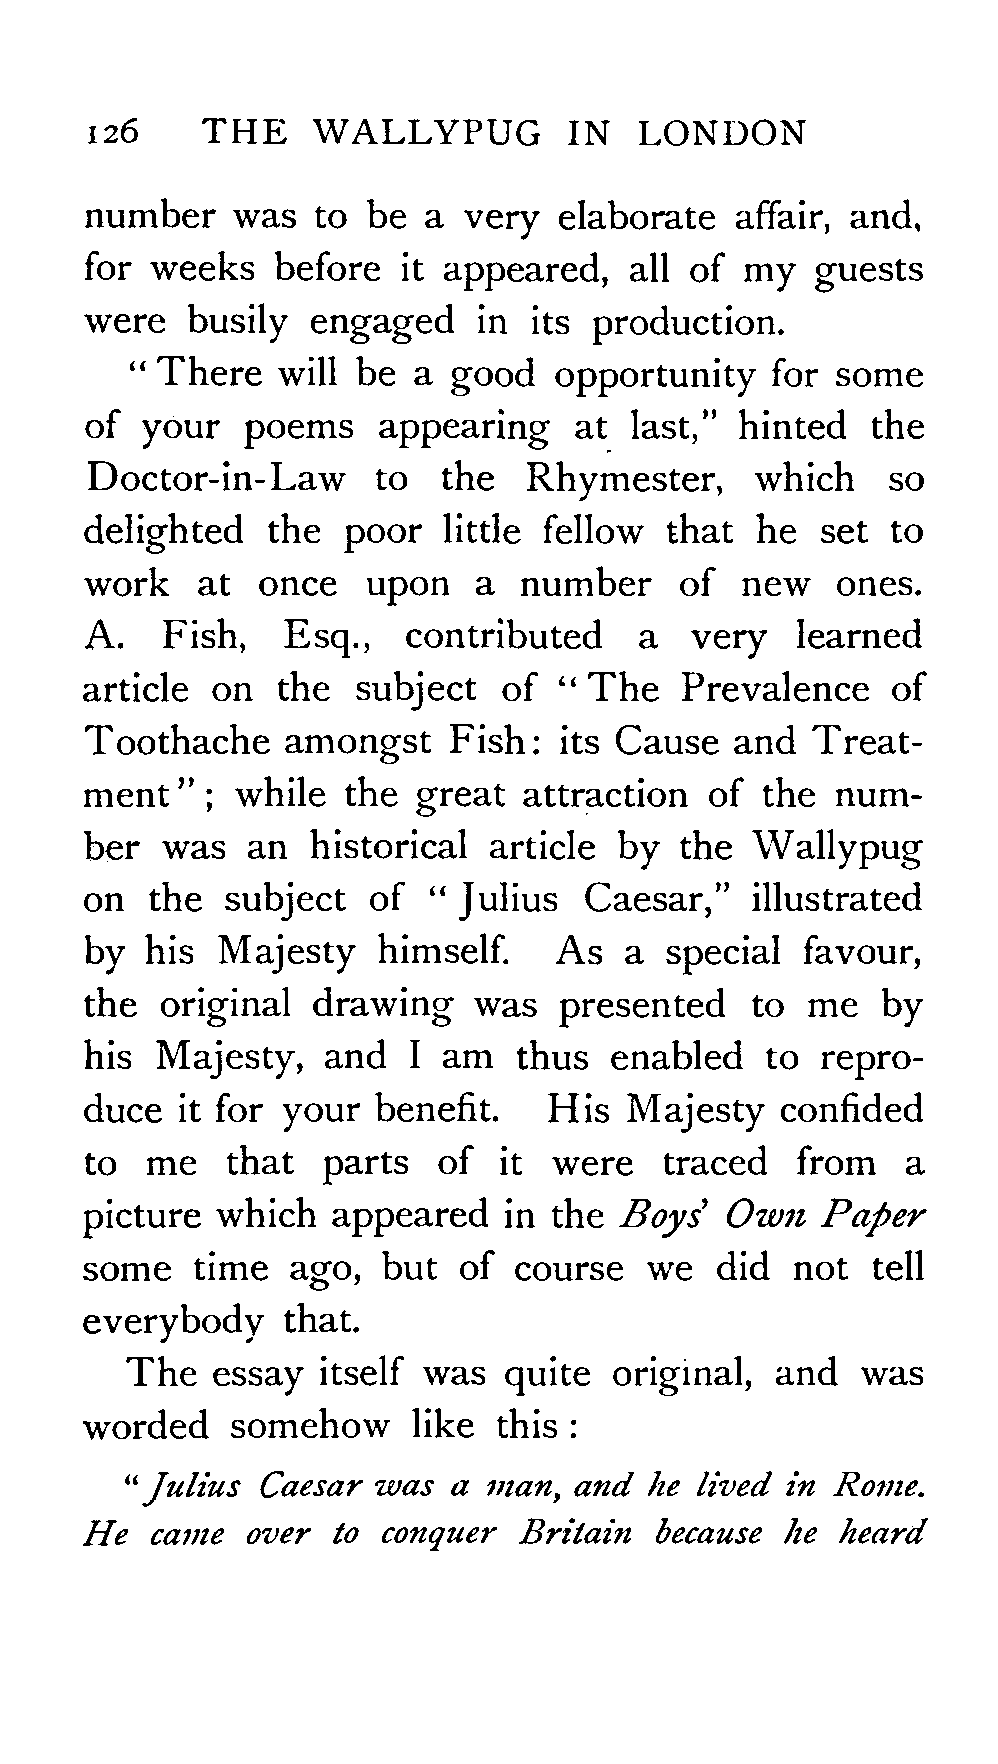 126 THE WALLYPUG IN LONDON
number was to be a very elaborate affair, and,
for weeks before it appeared, all of my guests
were busily engaged in its production.
“There will be a good opportunity for some
of your poems appearing at last,” hinted the
Doctor-in-Law to the Rhymester, which so
delighted the poor little fellow that he set to
work at once upon a number of new ones.
A. Fish, Esq., contributed a very learned
article on the subject of “The Prevalence of
Toothache amongst Fish: its Cause and Treat-
ment”; while the great attraction of the num-
ber was an historical article by the Wallypug
on the subject of “Julius Caesar,” illustrated
by his Majesty himself. As a special favour,
the original drawing was presented to me by
his Majesty, and I am thus enabled to repro-
duce it for your benefit. His Majesty confided
to me that parts of it were traced from a
picture which appeared in the Boys’ Own Paper
some time ago, but of course we did not tell
everybody that.
The essay itself was quite original, and was
worded somehow like this:
“Julius Caesar was a man, and he lived in Rome.
He came over to conquer Britain because he heard